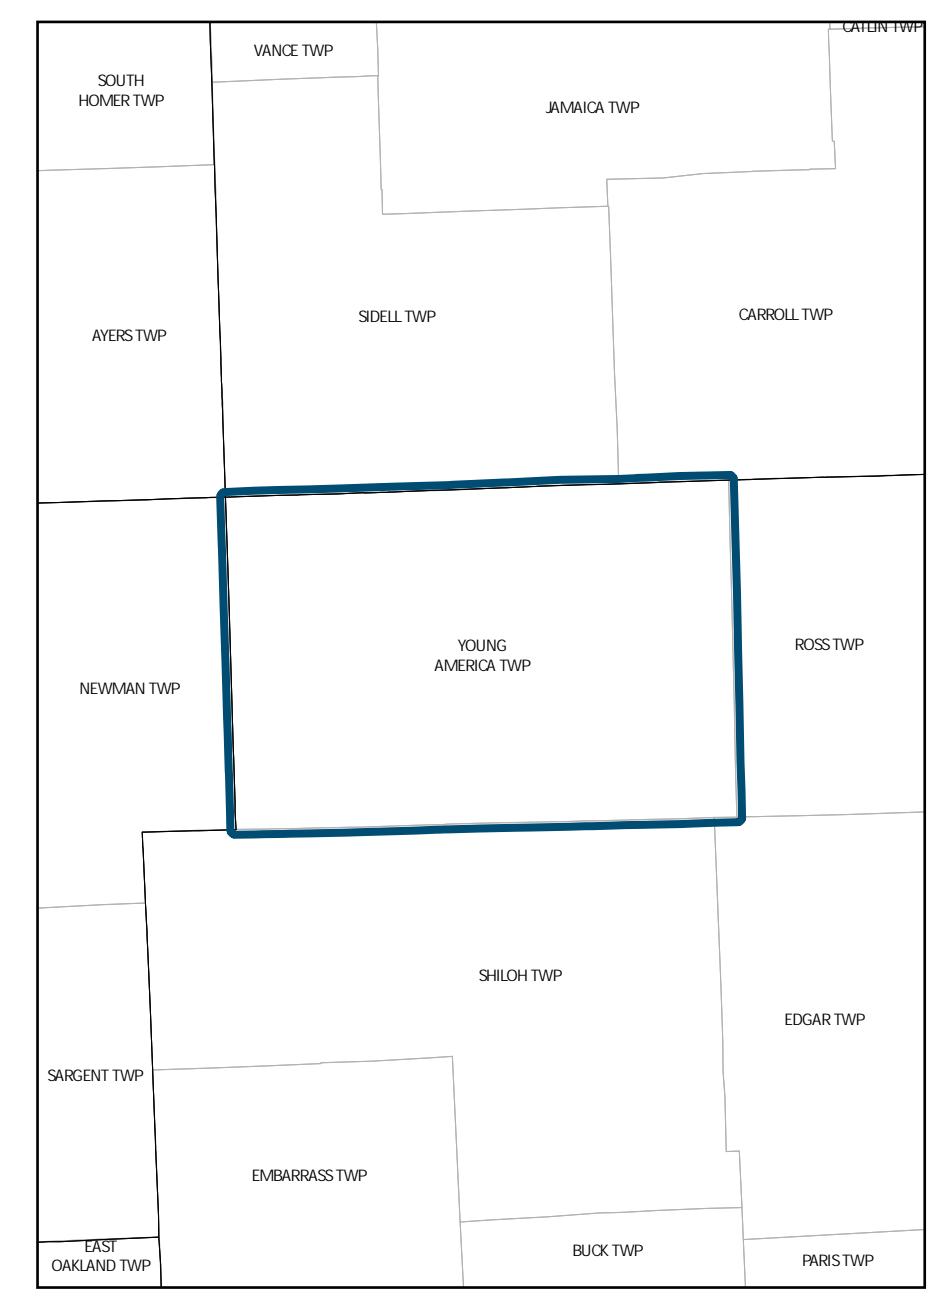 CATLIN TWP
VANCE TWP
SOUTH
HOMER TWP
JAMAICA TWP
SIDELL TWP
CARROLL TWP
AYERS TWP
YOUNG
AMERICA TWP
ROSS TWP
NEWMAN TWP
SHILOH TWP
EDGAR TWP
SARGENT TWP
EMBARRASS TWP
EAST
OAKLAND TWP
BUCK TWP
PARIS TWP